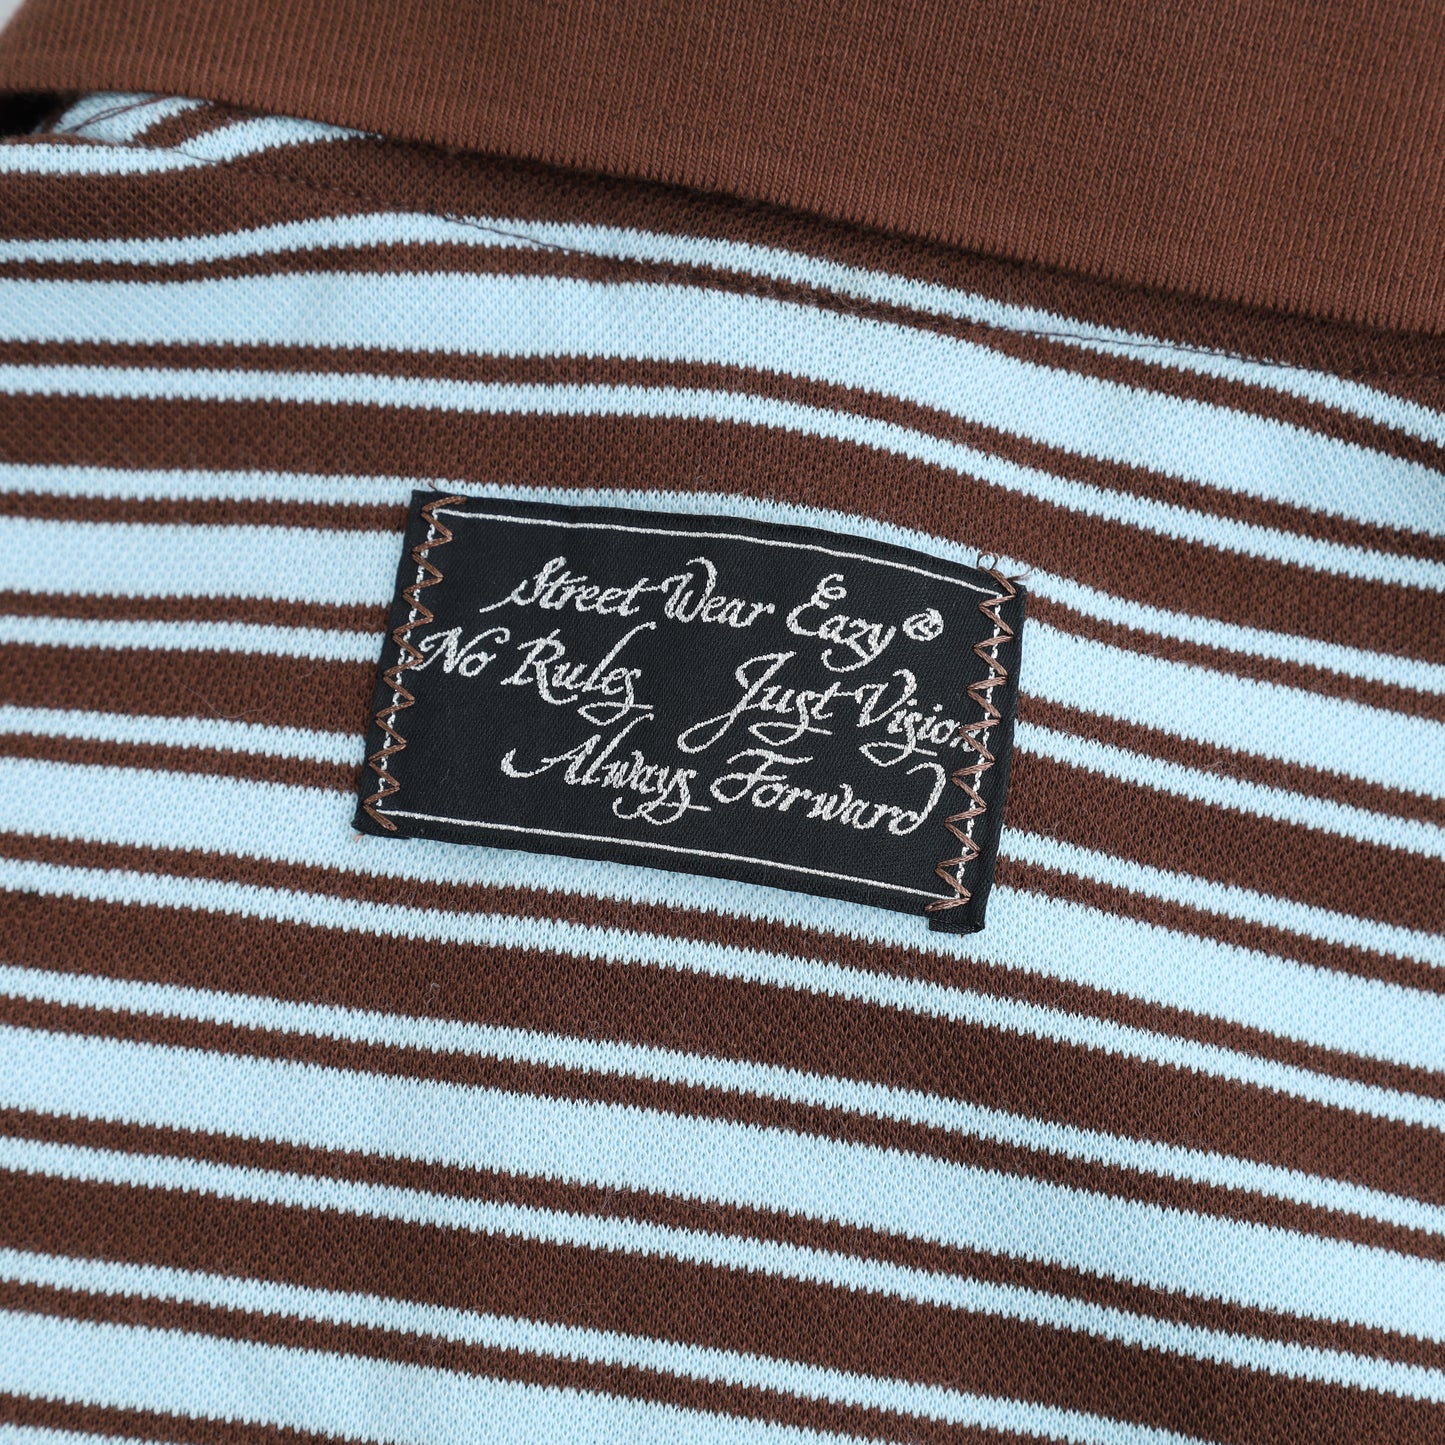 Street Wear Eazy®
No Rules Just Vision
Always Forward